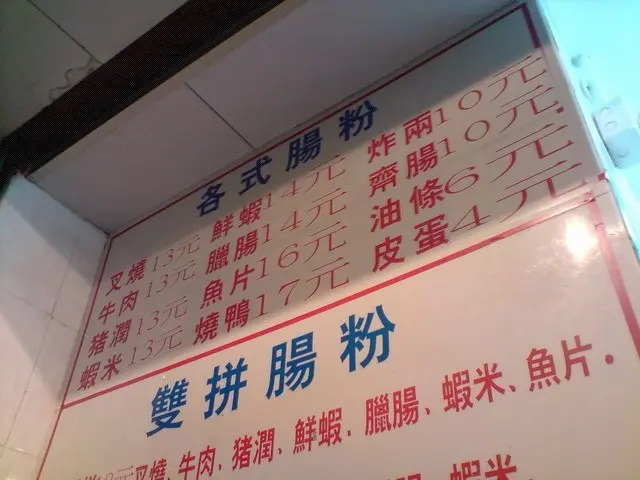 各式腸粉
叉燒13元 鮮蝦14元 炸兩10元
牛肉13元 臘腸14元 齋腸10元
豬潤13元 魚片16元 油條6元
蝦米13元 燒鴨17元 皮蛋4元
雙拼腸粉
叉燒、牛肉、豬潤、鮮蝦、臘腸、蝦米、魚片。
蝦米、